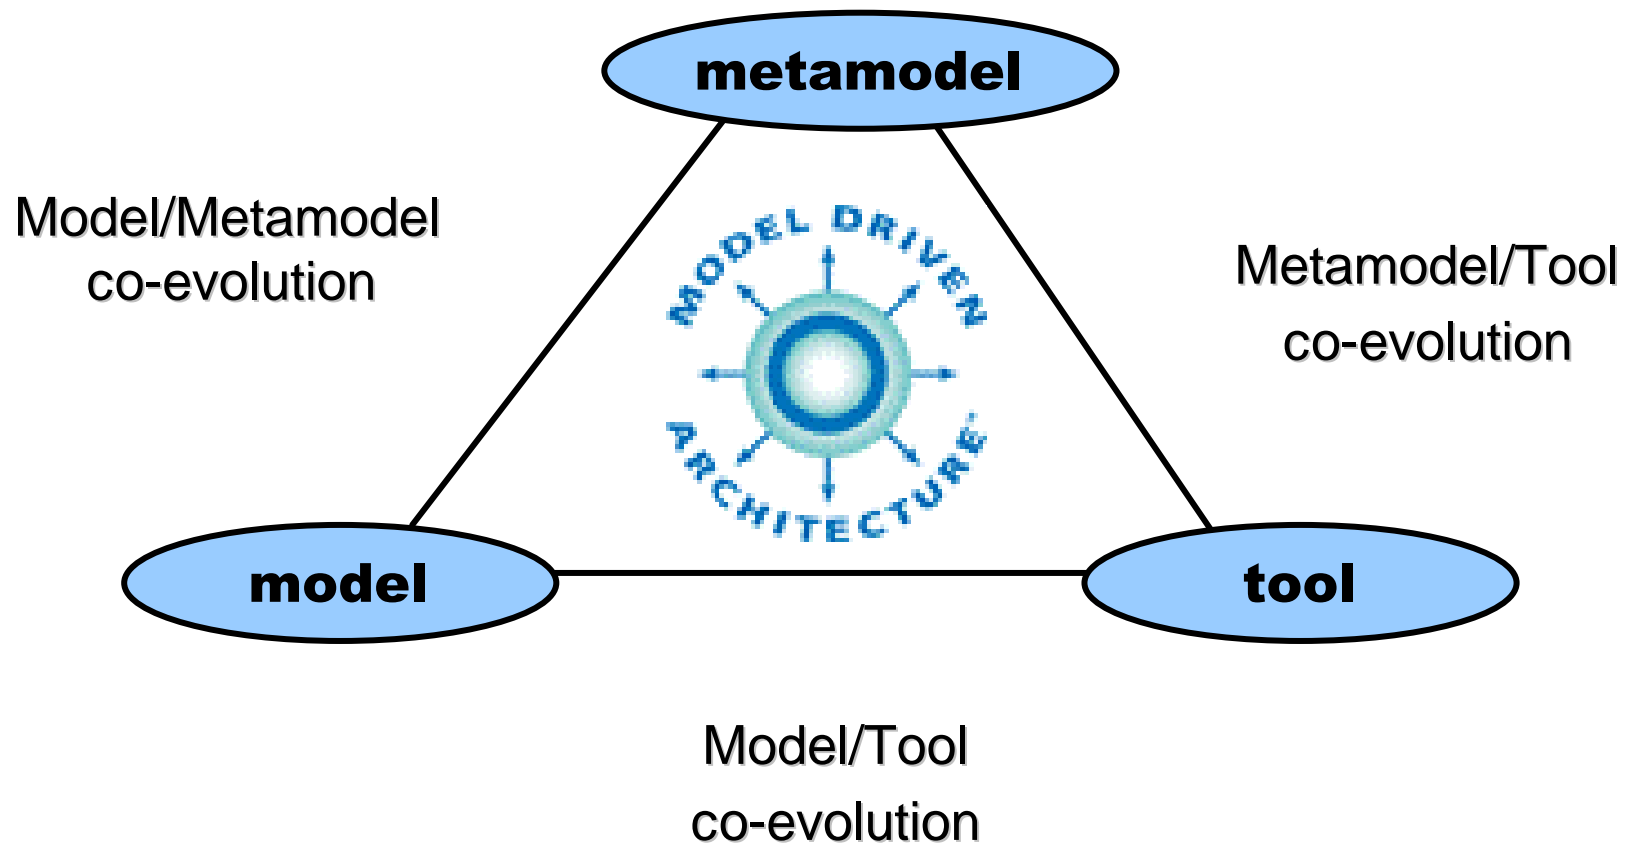 metamodel
Model/Metamodel
co-evolution
Metamodel/Tool
co-evolution
MODEL DRIVEN
ARCHITECTURE
model
tool
Model/Tool
co-evolution